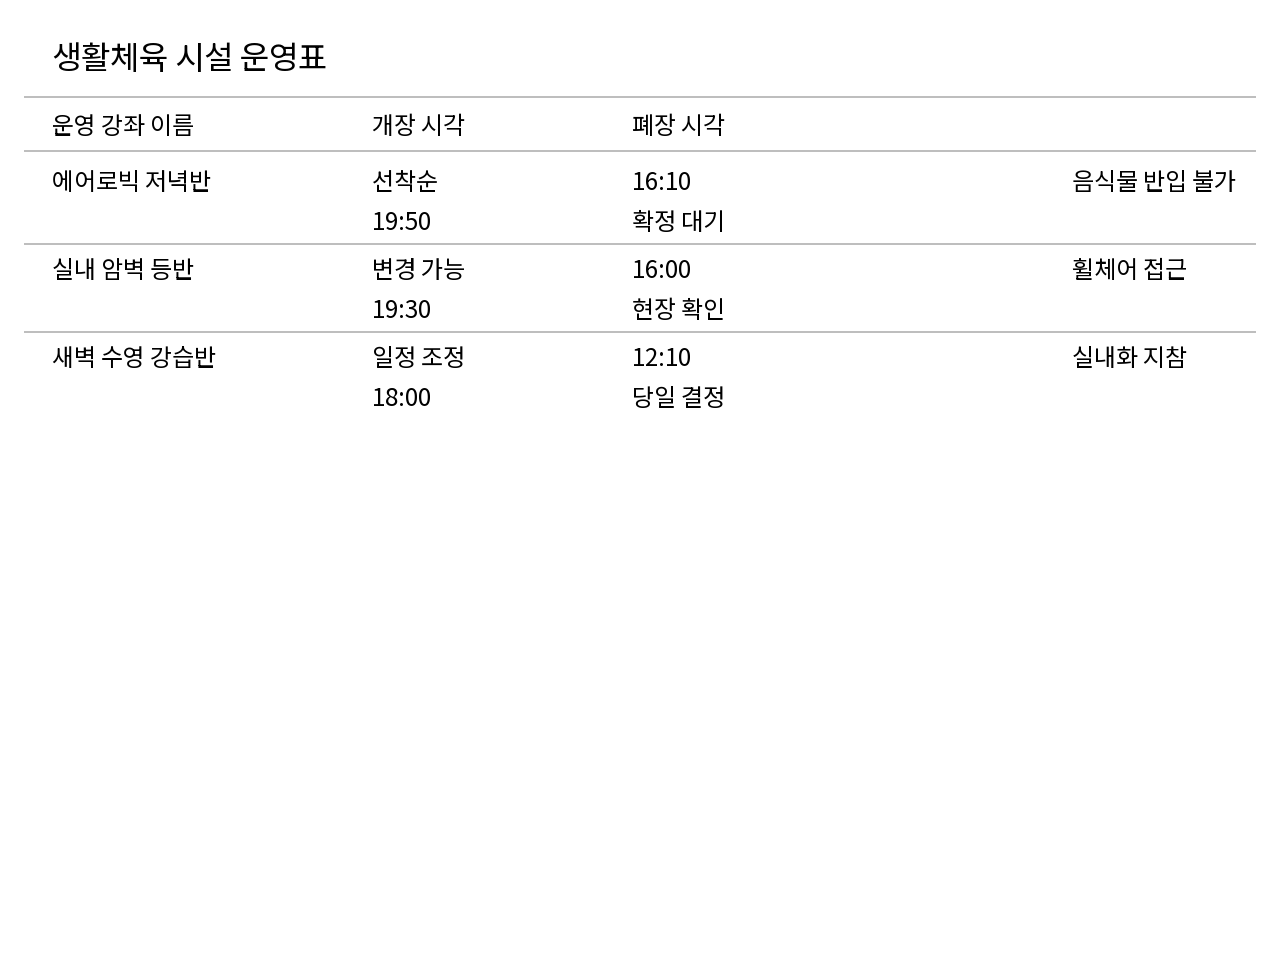 생활체육 시설 운영표
운영 강좌 이름 개장 시각 폐장 시각
에어로빅 저녁반 선착순 16:10 음식물 반입 불가
19:50 확정 대기
실내 암벽 등반 변경 가능 16:00 휠체어 접근
19:30 현장 확인
새벽 수영 강습반 일정 조정 12:10 실내화 지참
18:00 당일 결정